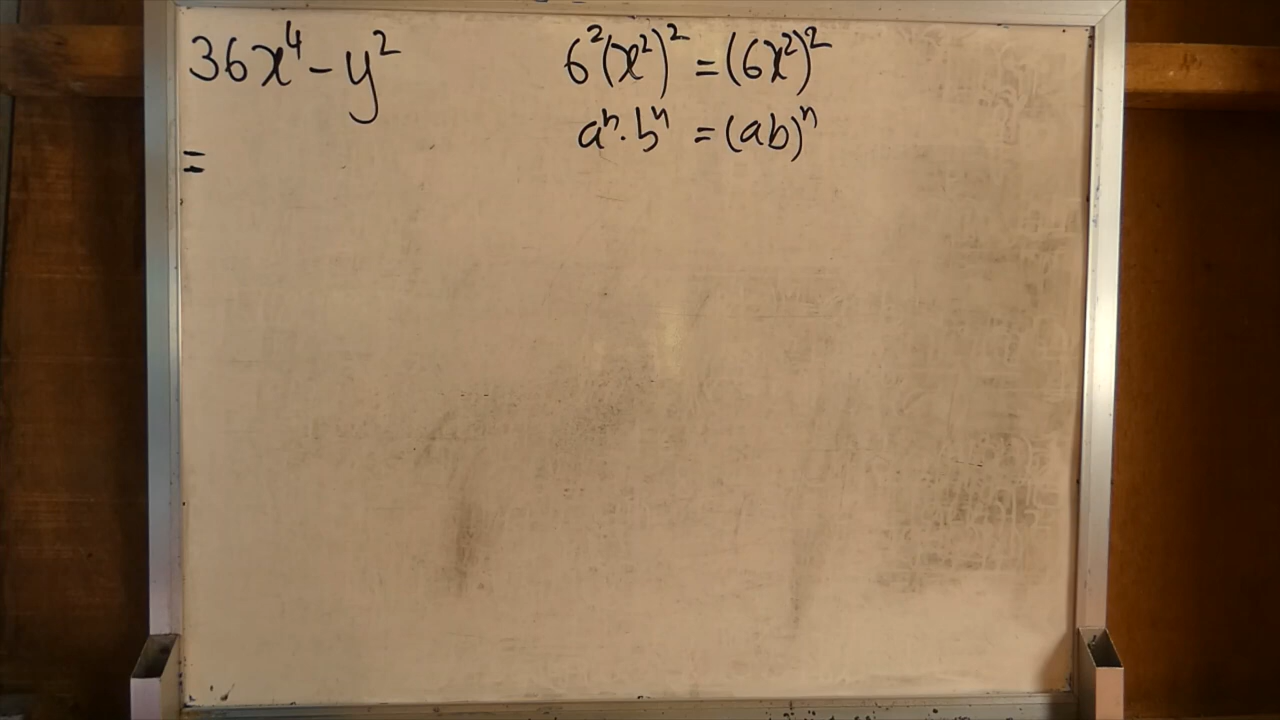 36x⁴ - y²
=
6²(x²)² = (6x²)²
aⁿ · bⁿ = (ab)ⁿ